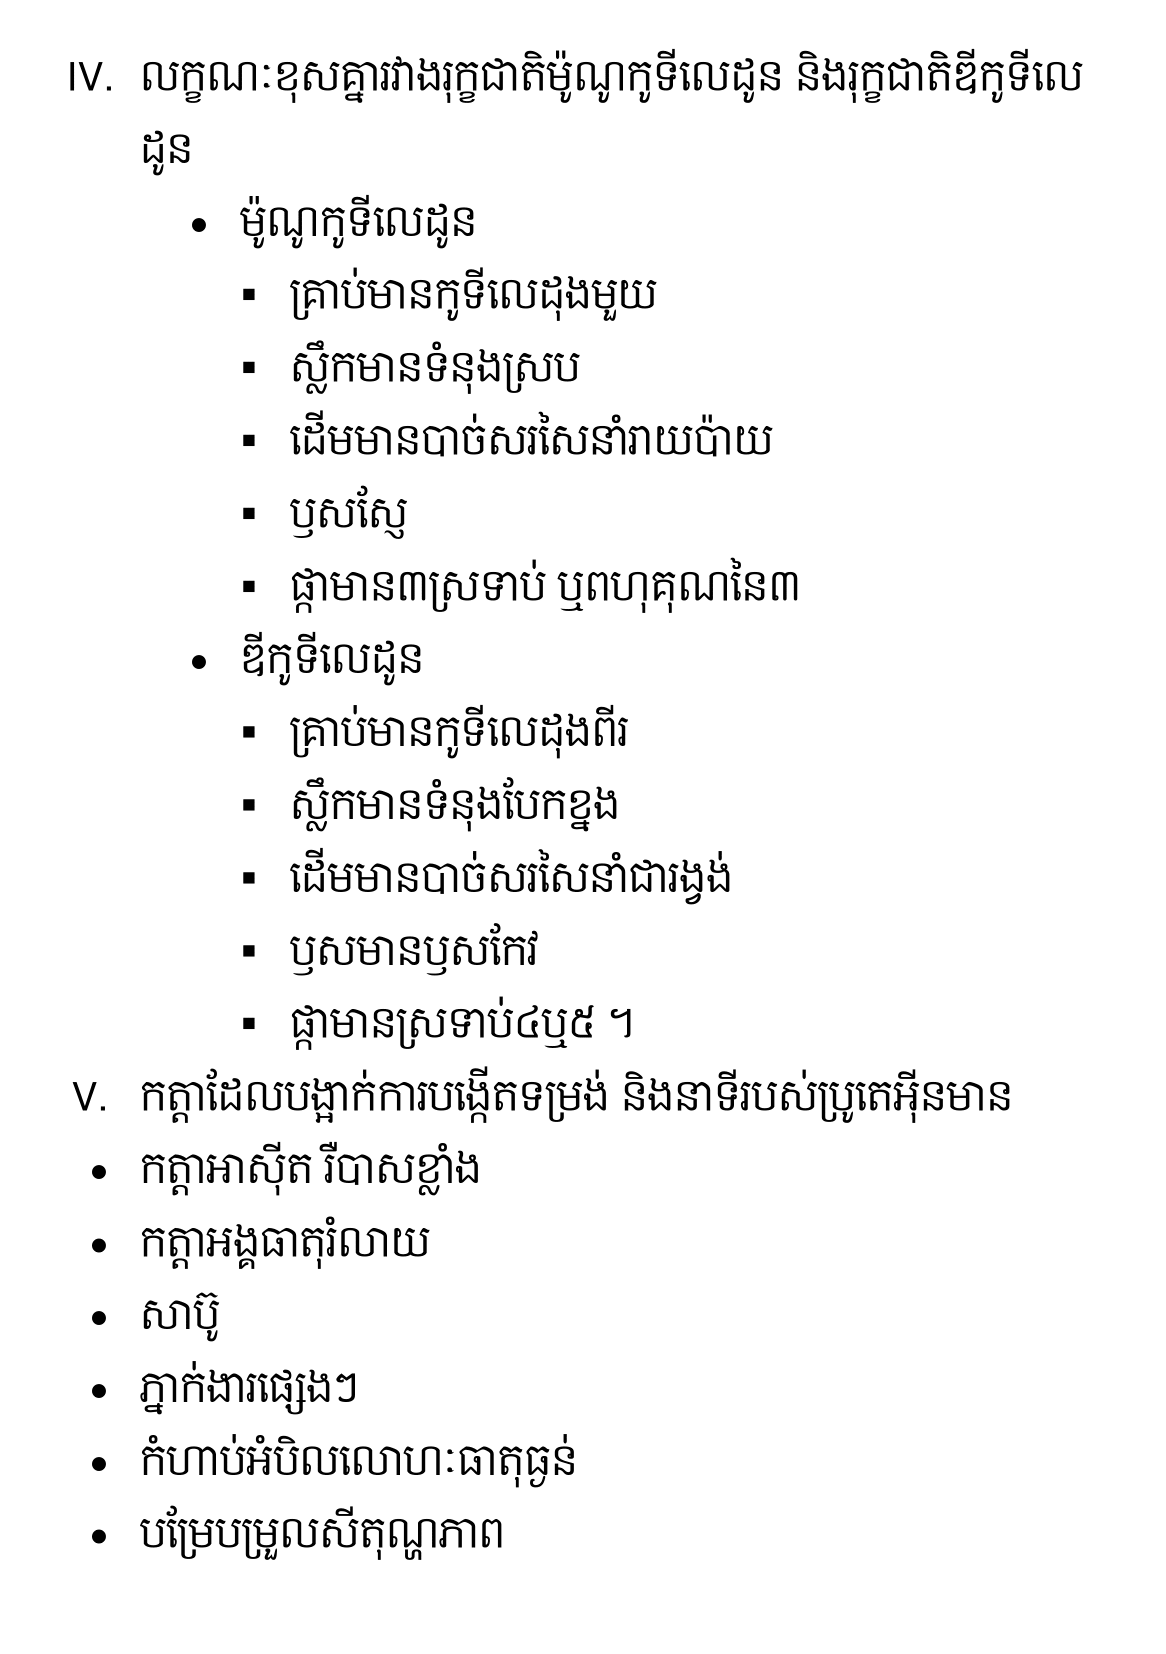 IV. លក្ខណៈខុសគ្នារវាងរុក្ខជាតិម៉ូណូកូទីលេដូន និងរុក្ខជាតិឌីកូទីលេ
ដូន
• ម៉ូណូកូទីលេដូន
▪ គ្រាប់មានកូទីលេដុងមួយ
▪ ស្លឹកមានទំនុងស្រប
▪ ដើមមានបាច់សរសៃនាំរាយប៉ាយ
▪ ឫសស្ញែ
▪ ផ្កាមាន៣ស្រទាប់ ឬពហុគុណនៃ៣
• ឌីកូទីលេដូន
▪ គ្រាប់មានកូទីលេដុងពីរ
▪ ស្លឹកមានទំនុងបែកខ្នង
▪ ដើមមានបាច់សរសៃនាំជារង្វង់
▪ ឫសមានឫសកែវ
▪ ផ្កាមានស្រទាប់៤ឬ៥ ។
V. កត្តាដែលបង្អាក់ការបង្កើតទម្រង់ និងនាទីរបស់ប្រូតេអ៊ីនមាន
• កត្តាអាស៊ីត រឺបាសខ្លាំង
• កត្តាអង្គធាតុរំលាយ
• សាប៊ូ
• ភ្នាក់ងារផ្សេងៗ
• កំហាប់អំបិលលោហៈធាតុធ្ងន់
• បម្រែបម្រួលសីតុណ្ហភាព